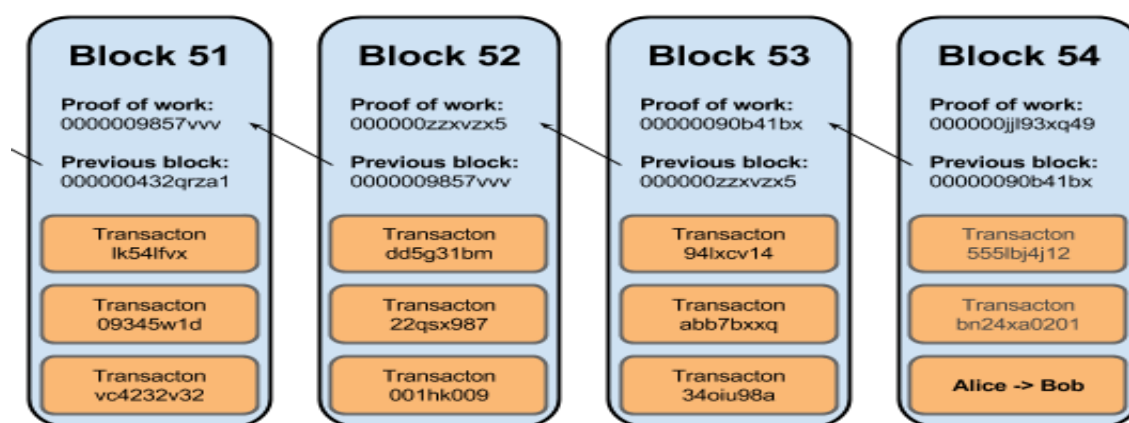 Block 51
Proof of work:
0000009857vvv
Previous block:
000000432qrza1
Transacton
lk54lfvx
Transacton
09345w1d
Transacton
vc4232v32
Block 52
Proof of work:
000000zzxvzx5
Previous block:
0000009857vvv
Transacton
dd5g31bm
Transacton
22qsx987
Transacton
001hk009
Block 53
Proof of work:
00000090b41bx
Previous block:
000000zzxvzx5
Transacton
94lxcv14
Transacton
abb7bxxq
Transacton
34oiu98a
Block 54
Proof of work:
000000jjl93xq49
Previous block:
00000090b41bx
Transacton
555lbj4j12
Transacton
bn24xa0201
Alice -> Bob